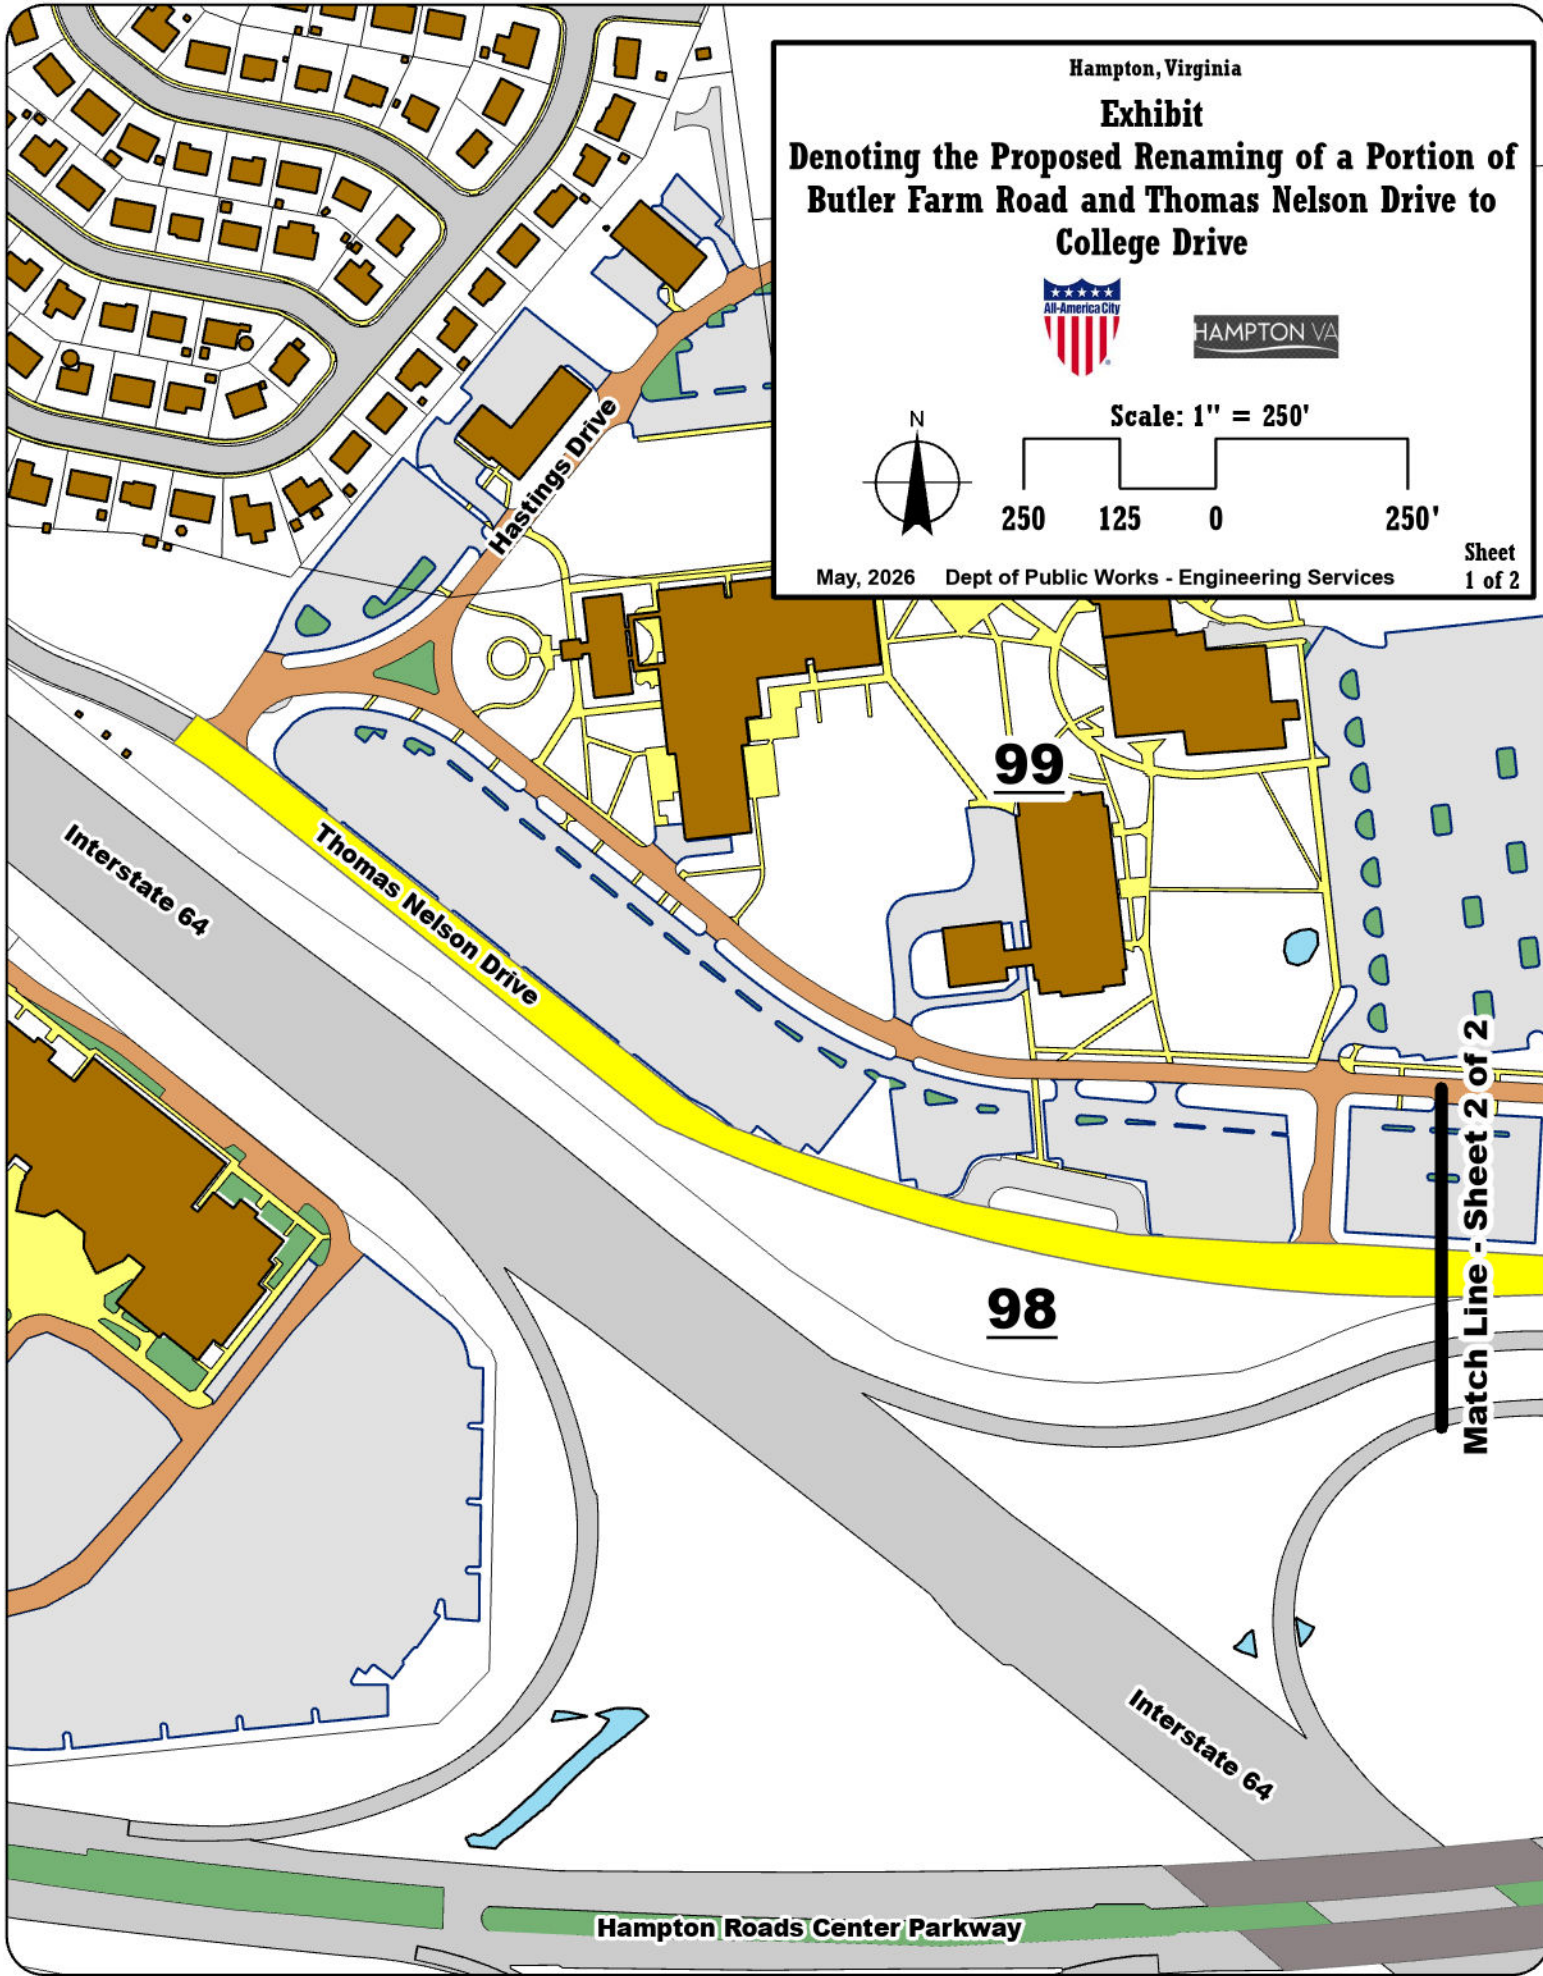 Hampton, Virginia
Exhibit
Denoting the Proposed Renaming of a Portion of
Butler Farm Road and Thomas Nelson Drive to
College Drive
All-America City
HAMPTON VA
Scale: 1" = 250'
N
250 125 0 250'
Sheet
1 of 2
May, 2026 Dept of Public Works - Engineering Services
Hastings Drive
99
Thomas Nelson Drive
Interstate 64
98
Match Line - Sheet 2 of 2
Interstate 64
Hampton Roads Center Parkway